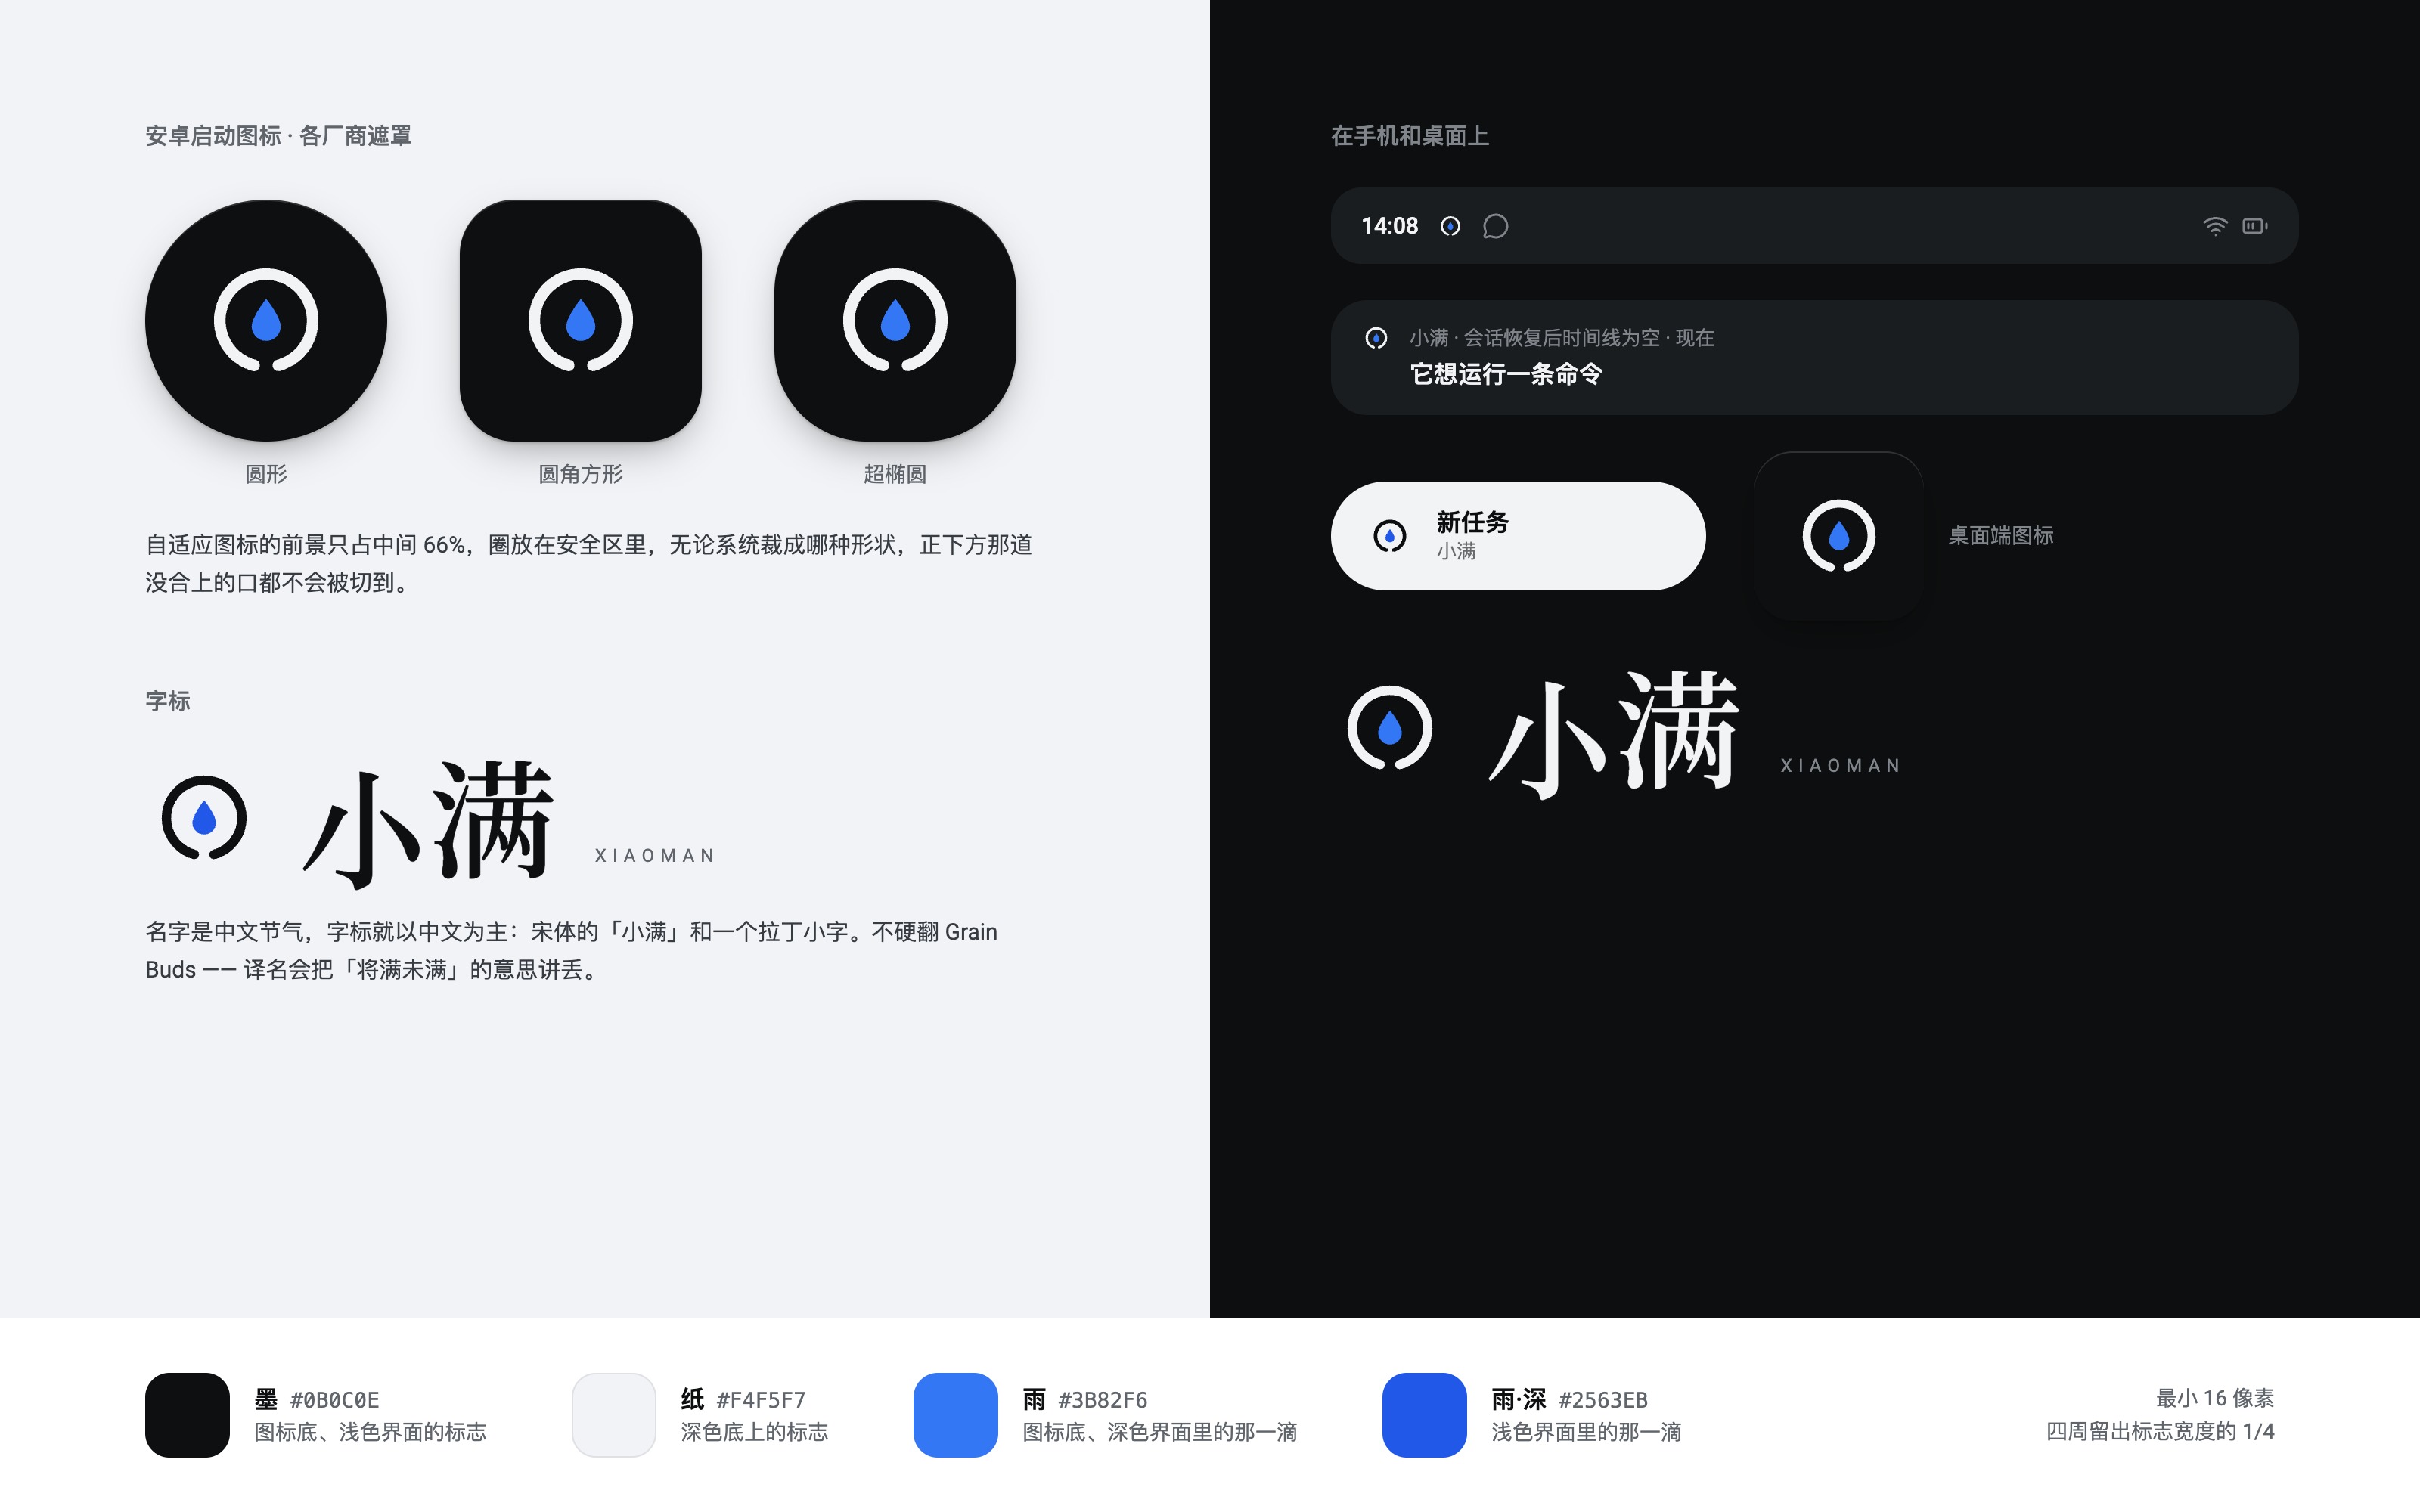 安卓启动图标 · 各厂商遮罩
圆形
圆角方形
超椭圆
自适应图标的前景只占中间 66%，圈放在安全区里，无论系统裁成哪种形状，正下方那道
没合上的口都不会被切到。
字标
小满 XIAOMAN
名字是中文节气，字标就以中文为主：宋体的「小满」和一个拉丁小字。不硬翻 Grain
Buds —— 译名会把「将满未满」的意思讲丢。
在手机和桌面上
14:08
小满 · 会话恢复后时间线为空 · 现在
它想运行一条命令
新任务
小满
桌面端图标
小满 XIAOMAN
墨 #0B0C0E
图标底、浅色界面的标志
纸 #F4F5F7
深色底上的标志
雨 #3B82F6
图标底、深色界面里的那一滴
雨·深 #2563EB
浅色界面里的那一滴
最小 16 像素
四周留出标志宽度的 1/4